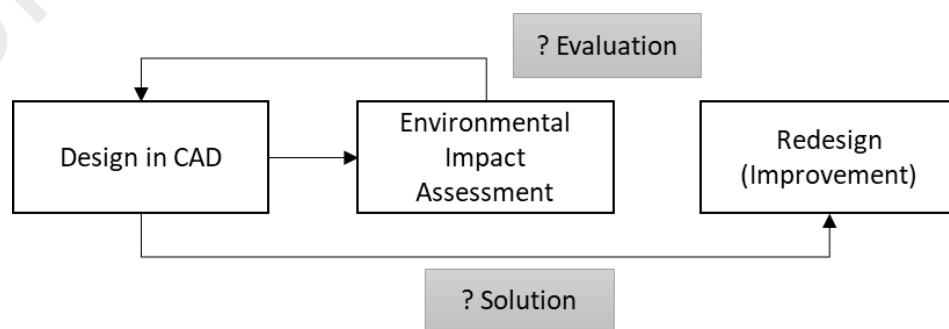 ? Evaluation
Design in CAD
Environmental
Impact
Assessment
Redesign
(Improvement)
? Solution